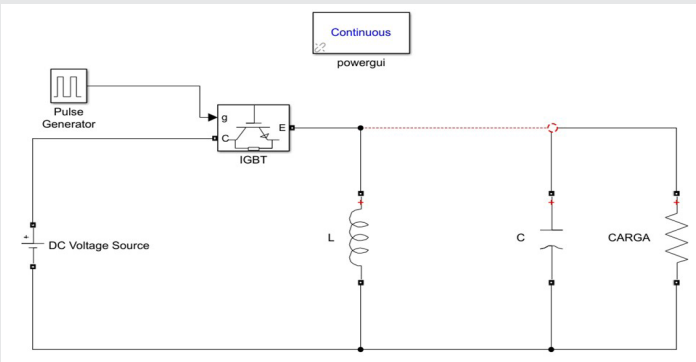 Continuous
powergui
Pulse
Generator
g
C
E
IGBT
+
DC Voltage Source
+
L
+
C
+
CARGA